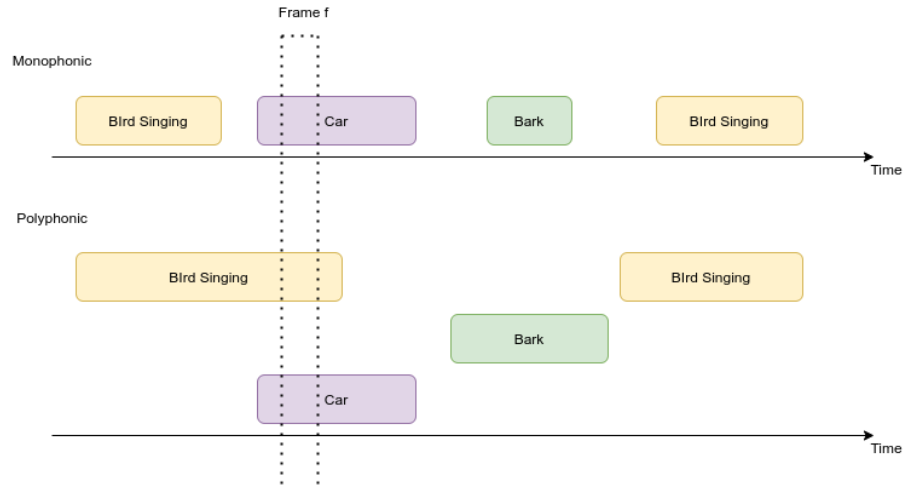 Frame f
Monophonic
BIrd Singing
Car
Bark
BIrd Singing
Time
Polyphonic
BIrd Singing
BIrd Singing
Bark
Car
Time